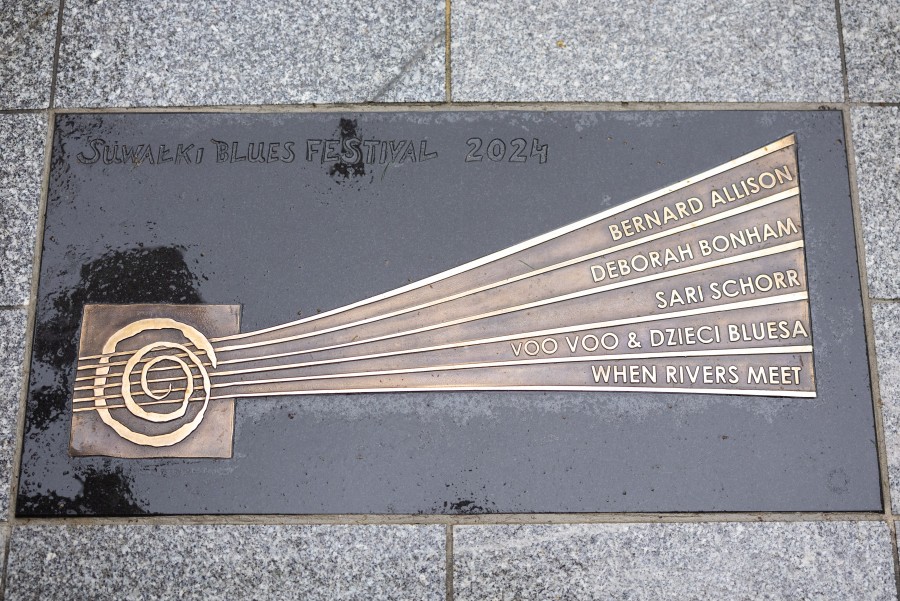 SUWAŁKI BLUES FESTIVAL 2024
BERNARD ALLISON
DEBORAH BONHAM
SARI SCHORR
VOO VOO & DZIECI BLUESA
WHEN RIVERS MEET